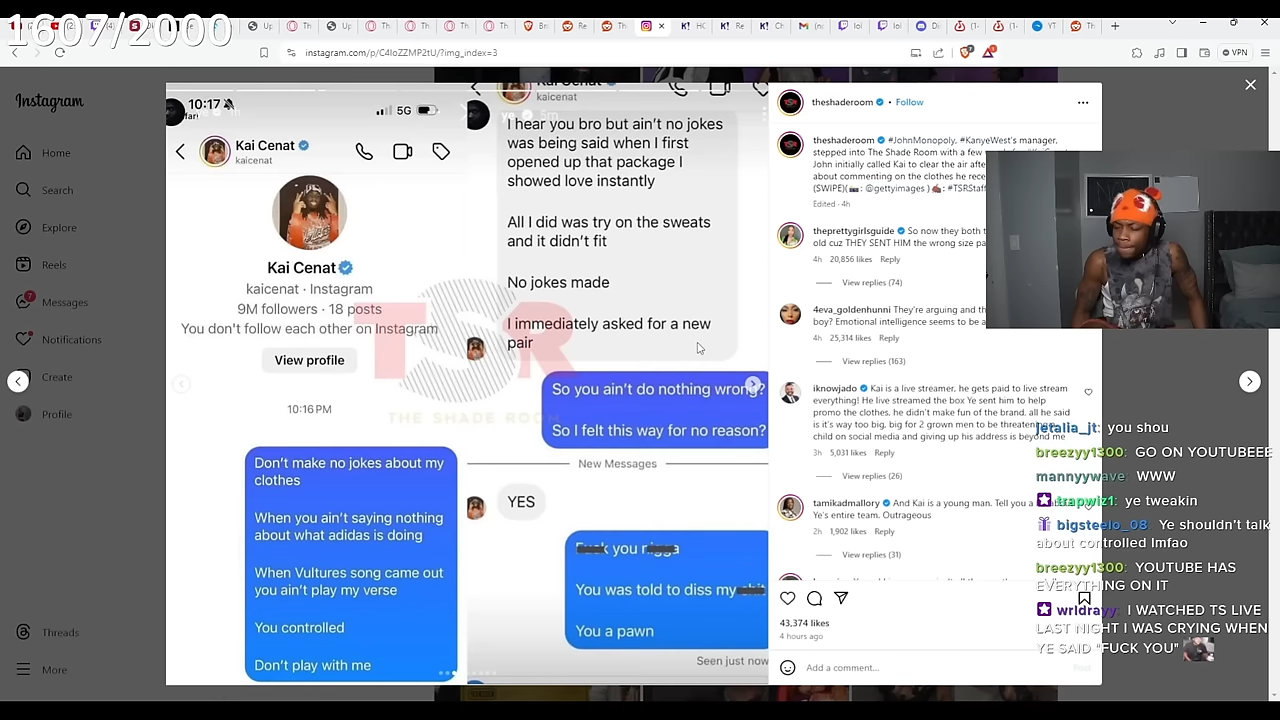 1607/2000
instagram.com/p/C4IoZZMP2tU/?img_index=3
VPN
Instagram
Home
Search
Explore
Reels
Messages
Notifications
Create
Profile
Threads
More
10:17
5G
Kai Cenat
kaicenat
Kai Cenat
kaicenat · Instagram
9M followers · 18 posts
You don't follow each other on Instagram
View profile
10:16 PM
Don't make no jokes about my
clothes
When you aint saying nothing
about what adidas is doing
When Vultures song came out
you ain't play my verse
You controlled
Don't play with me
kaicenat
I hear you bro but ain't no jokes
was being said when I first
opened up that package I
showed love instantly
All I did was try on the sweats
and it didn't fit
No jokes made
I immediately asked for a new
pair
So you ain't do nothing wrong?
So I felt this way for no reason?
New Messages
YES
you
You was told to diss my
You a pawn
Seen just now
TSR
THE SHADE ROOM
theshaderoom • Follow
theshaderoom #JohnMonopoly, #KanyeWest's manager,
stepped into The Shade Room with a few
John initially called Kai to clear the air
about commenting on the clothes he
(SWIPE)( : @gettyimages ) : #TSRStaff
Edited · 4h
theprettygirlsguide So now they both
old cuz THEY SENT HIM the wrong size
4h 20,856 likes Reply
View replies (74)
4eva_goldenhunni They're arguing and
boy? Emotional intelligence seems to be
4h 25,314 likes Reply
View replies (163)
iknowjado Kai is a live streamer, he gets paid to live stream
everything! He live streamed the box Ye sent him to help
promo the clothes, he didn't make fun of the brand, all he said
is it's way too big, big for 2 grown men to be threatening
child on social media and giving up his address is beyond me
3h 5,031 likes Reply
View replies (26)
tamikadmallory And Kai is a young man. Tell you a
Ye's entire team. Outrageous
2h 1,902 likes Reply
View replies (31)
43,374 likes
4 hours ago
Add a comment...
Post
jetalia_jt: you shou
breezyy1300: GO ON YOUTUBEEE
mannyywave: WWW
trapwiz1: ye tweakin
bigsteelo_08: Ye shouldn't talk
about controlled lmfao
breezyy1300: YOUTUBE HAS
EVERYTHING ON IT
wrldrayy: I WATCHED TS LIVE
LAST NIGHT I WAS CRYING WHEN
YE SAID "FUCK YOU"